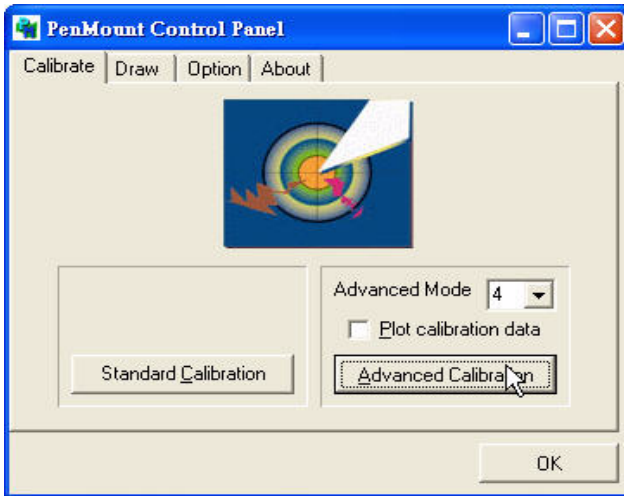 PenMount Control Panel
Calibrate Draw Option About
Advanced Mode 4
Plot calibration data
Standard Calibration Advanced Calibration
OK